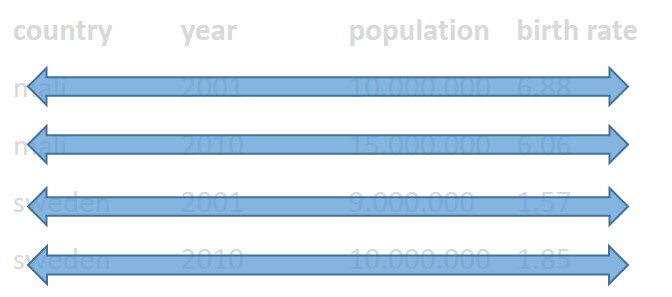 country year population birth rate
mali 2001 10.000.000 6.88
mali 2010 15.000.000 6.06
sweden 2001 9.000.000 1.57
sweden 2010 10.000.000 1.85